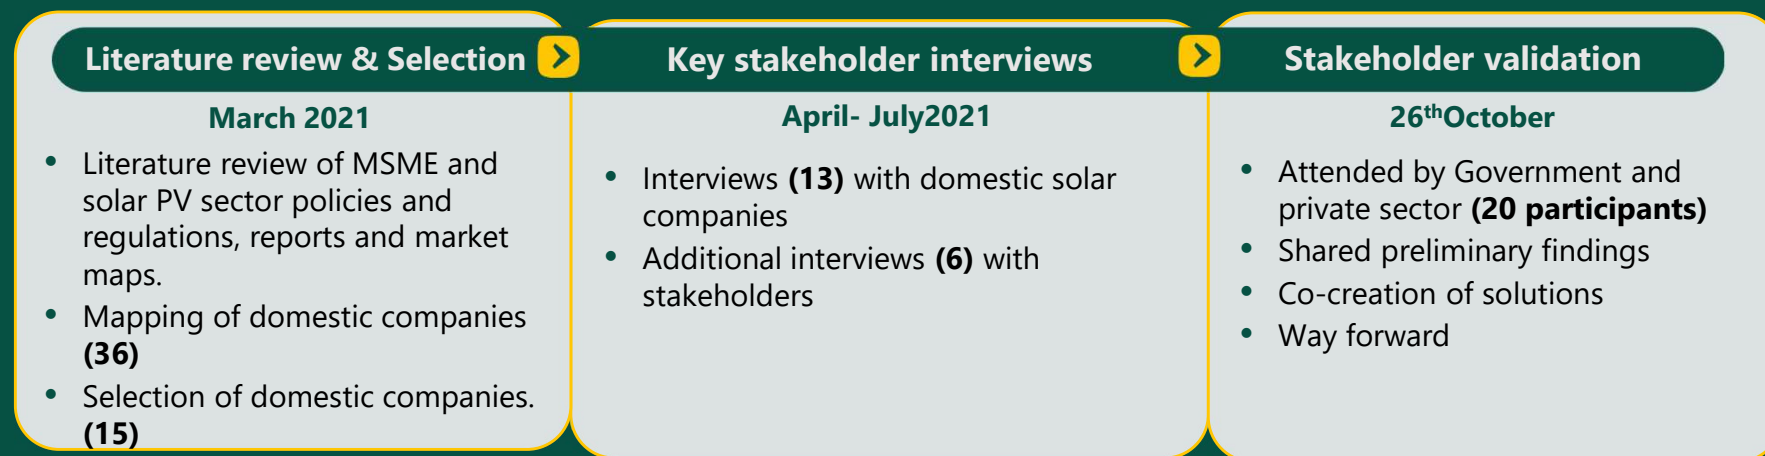 Literature review & Selection
March 2021
• Literature review of MSME and
solar PV sector policies and
regulations, reports and market
maps.
• Mapping of domestic companies
(36)
• Selection of domestic companies.
(15)
Key stakeholder interviews
April- July2021
• Interviews (13) with domestic solar
companies
• Additional interviews (6) with
stakeholders
Stakeholder validation
26thOctober
• Attended by Government and
private sector (20 participants)
• Shared preliminary findings
• Co-creation of solutions
• Way forward